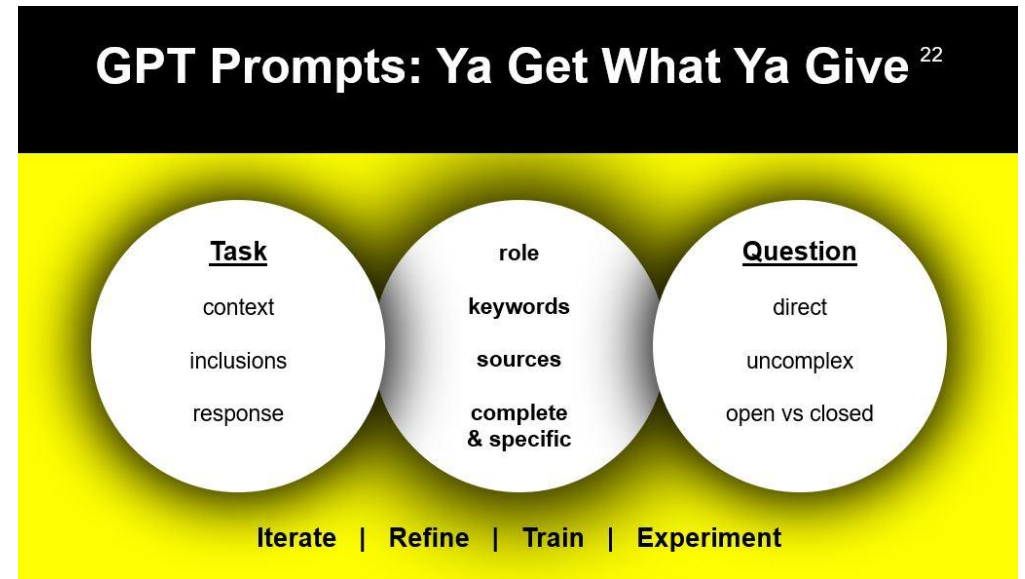 GPT Prompts: Ya Get What Ya Give 22
Task
context
inclusions
response
role
keywords
sources
complete
& specific
Question
direct
uncomplex
open vs closed
Iterate | Refine | Train | Experiment